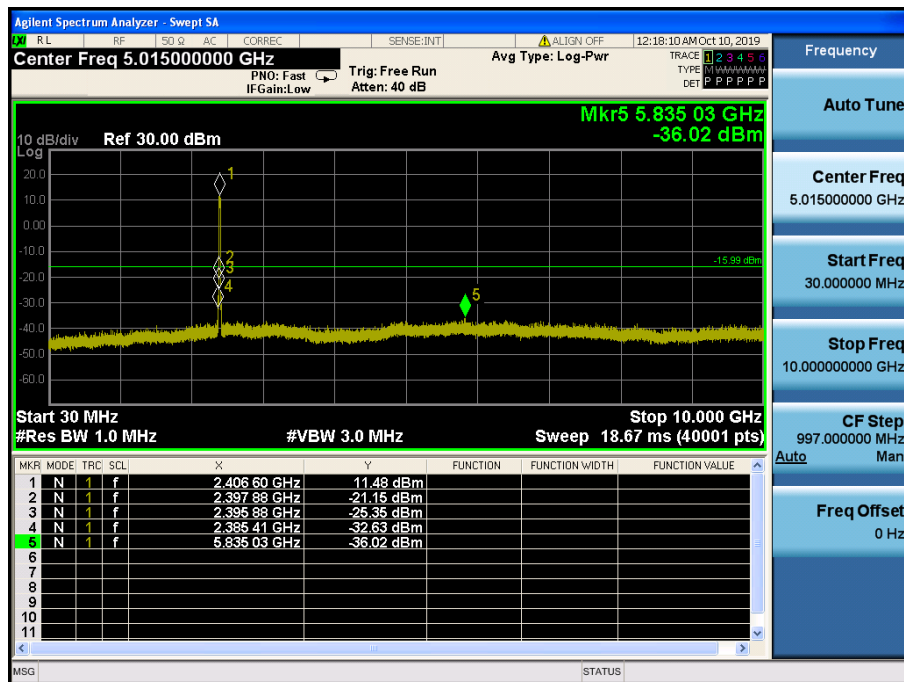 Agilent Spectrum Analyzer - Swept SA
LXI RL RF 50 Ω AC CORREC SENSE:INT ALIGN OFF 12:18:10 AM Oct 10, 2019
Center Freq 5.015000000 GHz
PNO: Fast
IFGain:Low
Trig: Free Run
Atten: 40 dB
Avg Type: Log-Pwr
TRACE 1 2 3 4 5 6
TYPE MWWWWW
DET P P P P P P
Mkr5 5.835 03 GHz
-36.02 dBm
10 dB/div Ref 30.00 dBm
Log
20.0
10.0
0.00
-10.0
-20.0
-30.0
-40.0
-50.0
-60.0
1
2
3
4
5
-15.99 dBm
Start 30 MHz Stop 10.000 GHz
#Res BW 1.0 MHz #VBW 3.0 MHz Sweep 18.67 ms (40001 pts)
MKR MODE TRC SCL X Y FUNCTION FUNCTION WIDTH FUNCTION VALUE
1 N 1 f 2.406 60 GHz 11.48 dBm
2 N 1 f 2.397 88 GHz -21.15 dBm
3 N 1 f 2.395 88 GHz -25.35 dBm
4 N 1 f 2.385 41 GHz -32.63 dBm
5 N 1 f 5.835 03 GHz -36.02 dBm
6
7
8
9
10
11
MSG STATUS
Frequency
Auto Tune
Center Freq
5.015000000 GHz
Start Freq
30.000000 MHz
Stop Freq
10.000000000 GHz
CF Step
997.000000 MHz
Auto Man
Freq Offset
0 Hz